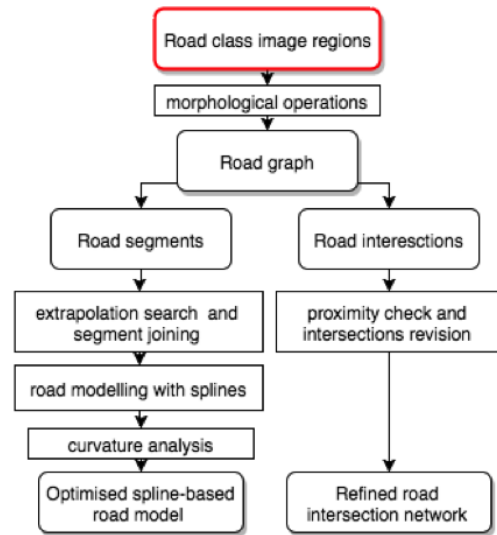 Road class image regions
morphological operations
Road graph
Road segments
Road interesctions
extrapolation search and
segment joining
proximity check and
intersections revision
road modelling with splines
curvature analysis
Optimised spline-based
road model
Refined road
intersection network